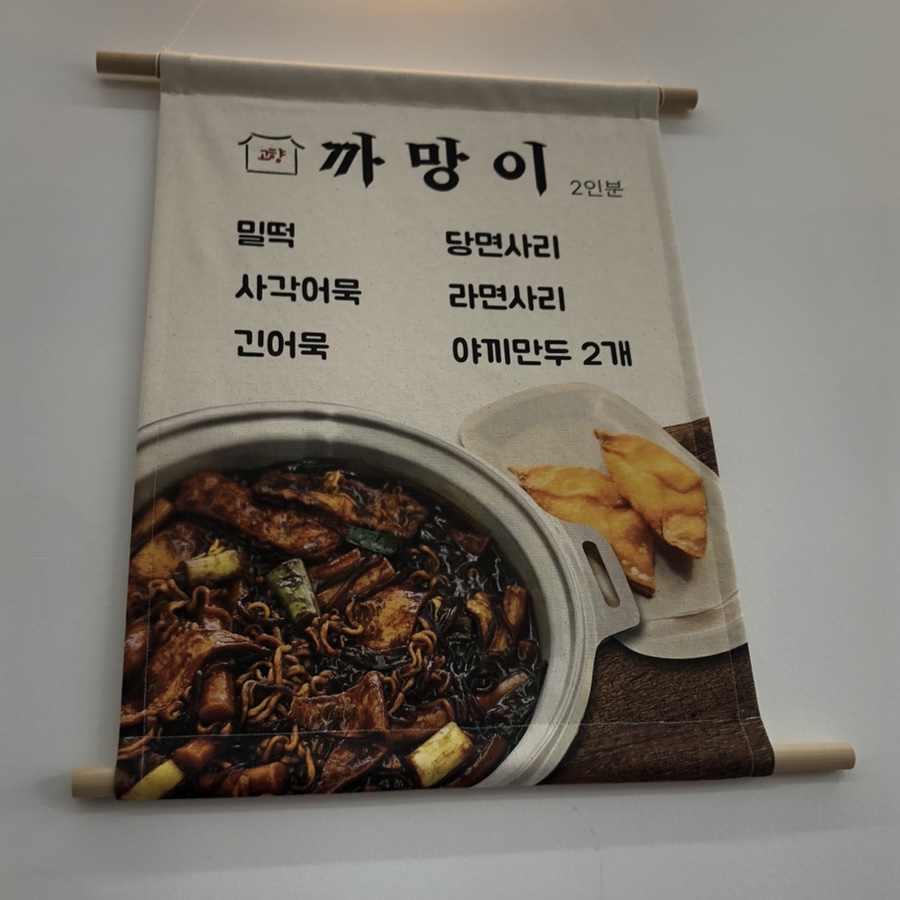 고향 까망이 2인분
밀떡
사각어묵
긴어묵
당면사리
라면사리
야끼만두 2개